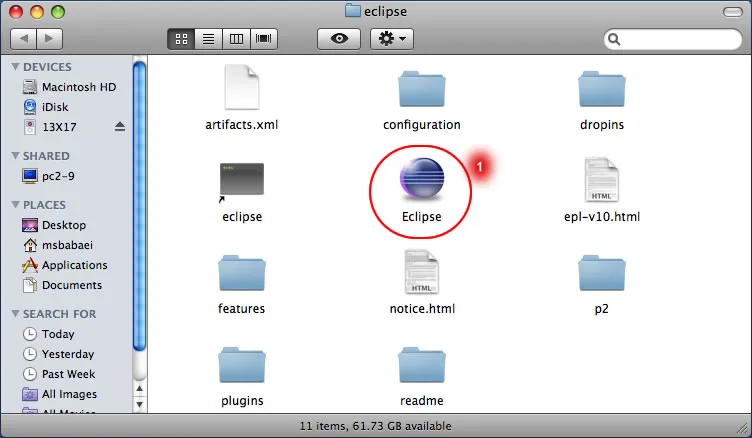 eclipse
DEVICES
Macintosh HD
iDisk
13X17
SHARED
pc2-9
PLACES
Desktop
msbabaei
Applications
Documents
SEARCH FOR
Today
Yesterday
Past Week
All Images
All Movies
artifacts.xml
configuration
dropins
eclipse
Eclipse
1
HTML
epl-v10.html
features
HTML
notice.html
p2
plugins
readme
11 items, 61.73 GB available